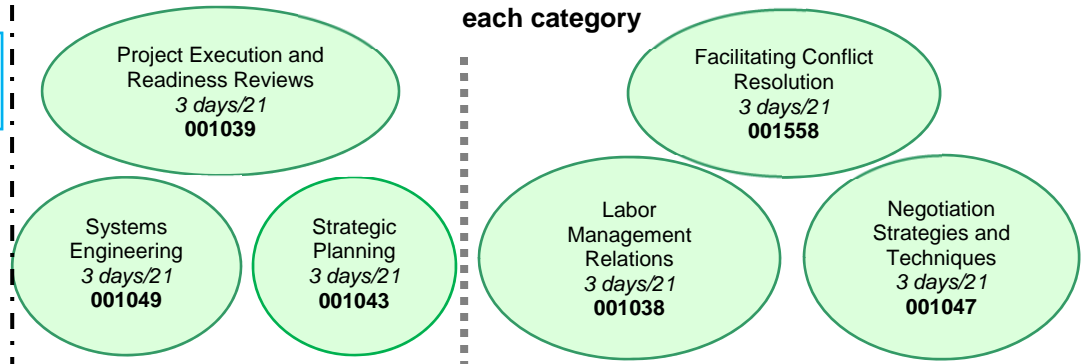 each category
Project Execution and
Readiness Reviews
3 days/21
001039
Facilitating Conflict
Resolution
3 days/21
001558
Systems
Engineering
3 days/21
001049
Strategic
Planning
3 days/21
001043
Labor
Management
Relations
3 days/21
001038
Negotiation
Strategies and
Techniques
3 days/21
001047